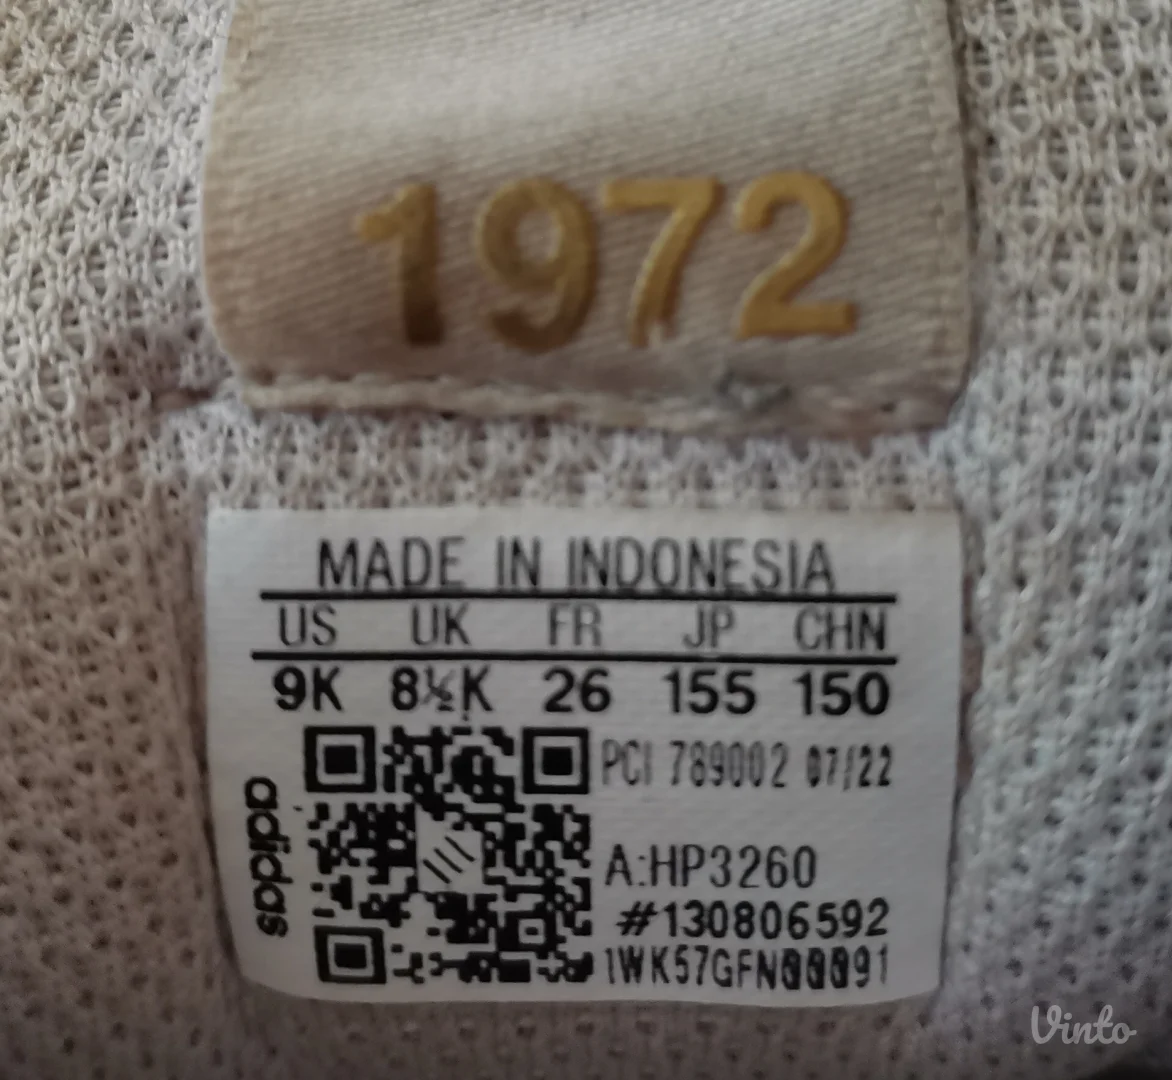 1972
MADE IN INDONESIA
US UK FR JP CHN
9K 8½K 26 155 150
PCI 789002 07/22
adidas
A:HP3260
#130806592
1WK57GFN00091
Vinto